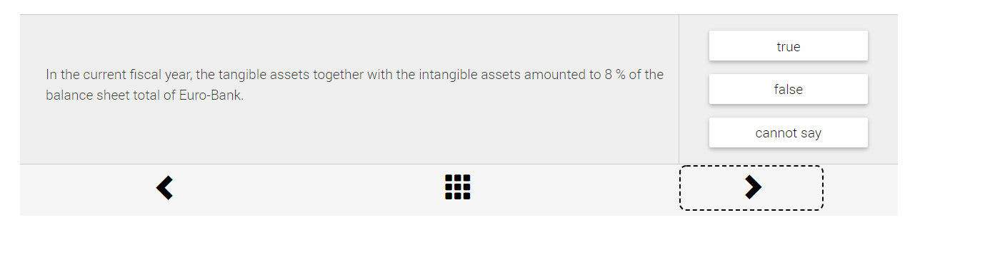 In the current fiscal year, the tangible assets together with the intangible assets amounted to 8 % of the
balance sheet total of Euro-Bank.
true
false
cannot say